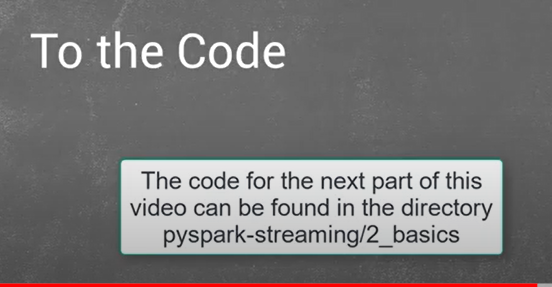 To the Code
The code for the next part of this
video can be found in the directory
pyspark-streaming/2_basics